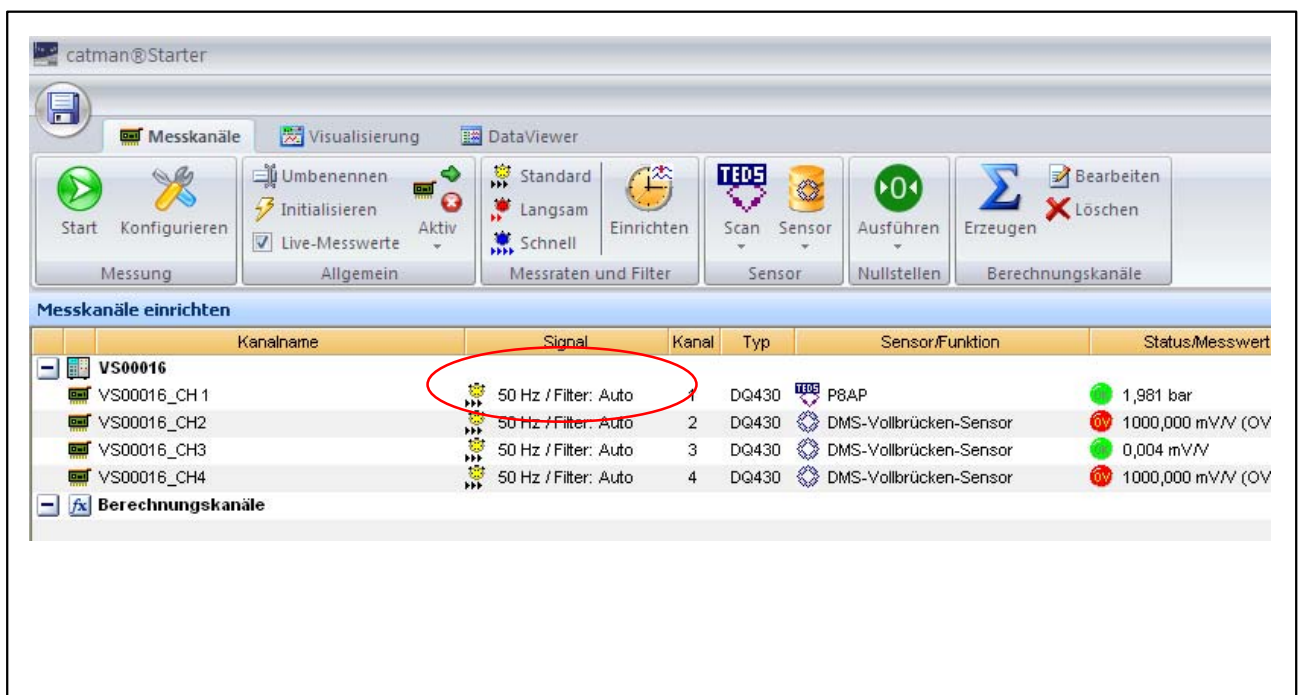 catman®Starter
Messkanäle Visualisierung DataViewer
Start Konfigurieren
Messung
Umbenennen
Initialisieren
Live-Messwerte
Aktiv
Allgemein
Standard
Langsam
Schnell
Einrichten
Messraten und Filter
TEDS
Scan Sensor
Sensor
0
Ausführen
Nullstellen
Σ
Erzeugen
Bearbeiten
Löschen
Berechnungskanäle
Messkanäle einrichten
Kanalname Signal Kanal Typ Sensor/Funktion Status/Messwert
VS00016
VS00016_CH 1 50 Hz / Filter: Auto 1 DQ430 TEDS P8AP 1,981 bar
VS00016_CH2 50 Hz / Filter: Auto 2 DQ430 DMS-Vollbrücken-Sensor OV 1000,000 mV/V (OV
VS00016_CH3 50 Hz / Filter: Auto 3 DQ430 DMS-Vollbrücken-Sensor 0,004 mV/V
VS00016_CH4 50 Hz / Filter: Auto 4 DQ430 DMS-Vollbrücken-Sensor OV 1000,000 mV/V (OV
fx Berechnungskanäle